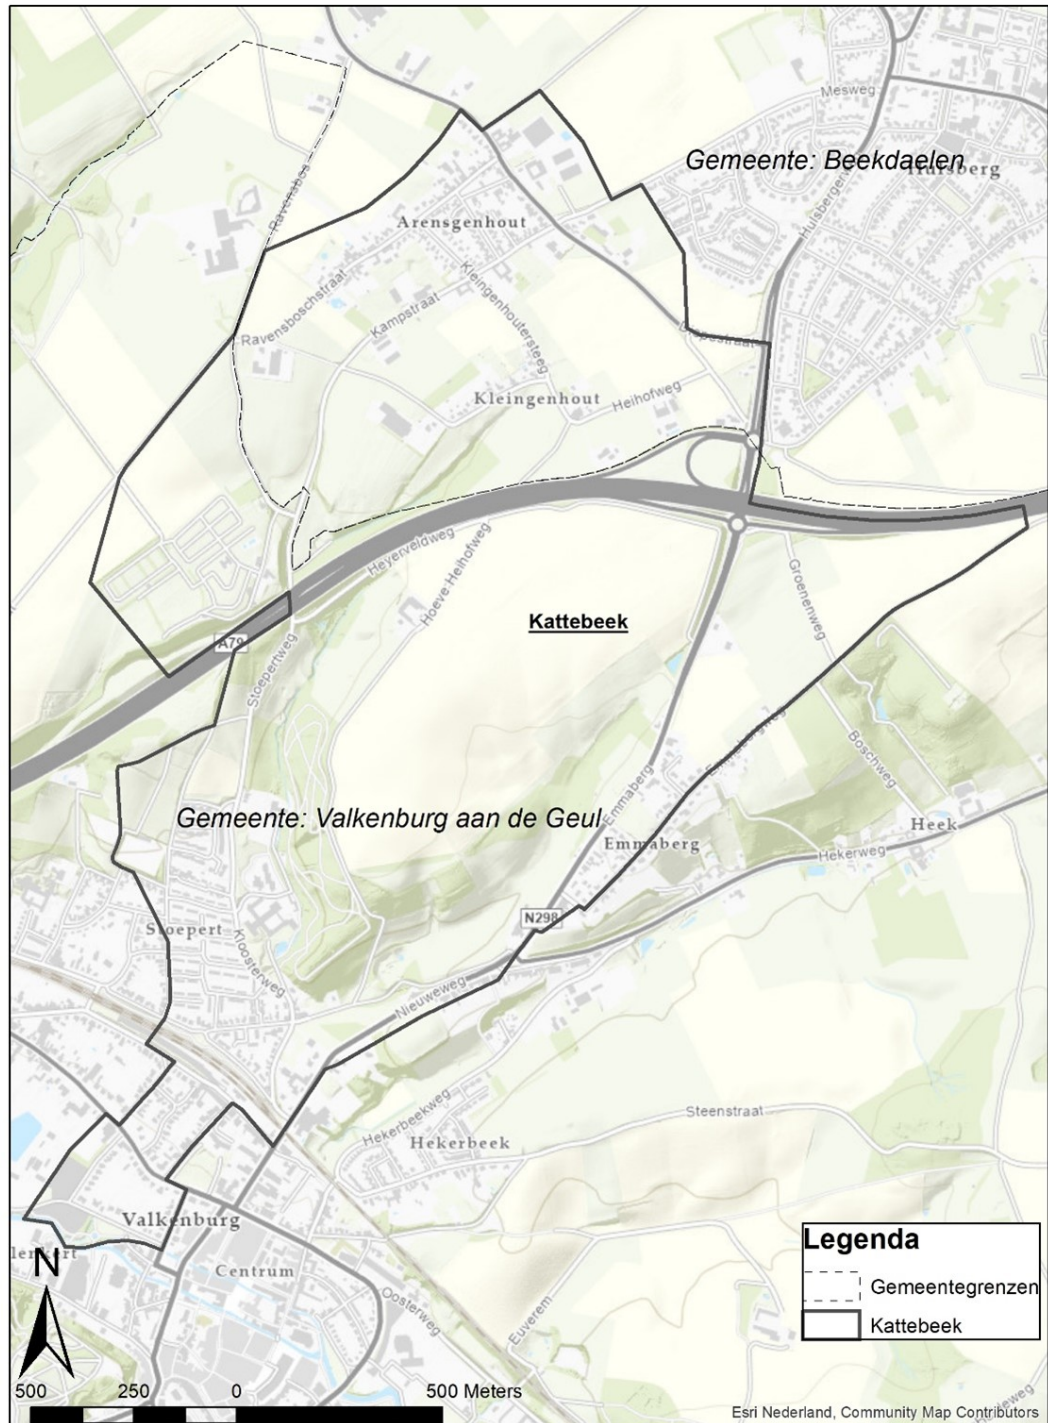 Mesweg
Gemeente: Beekdaelen
Hulsberg
Ravensbos
Arensgenhout
Ravensboschstraat
Kampstraat
Kleingenhoutersteeg
Kleingenhout
Heihofweg
Heyerveldweg
Hoeve Heihofweg
Groenenweg
Kattebeek
A79
Stoepertweg
Boschweg
Emmaberg
Gemeente: Valkenburg aan de Geul
Emmaberg
Heek
Hekerweg
N298
Stoepert
Kloosterweg
Nieuweweg
Steenstraat
Hekerbeekweg
Hekerbeek
Valkenburg
Centrum
Oosterweg
Euverem
N
Legenda
Gemeentegrenzen
Kattebeek
500 250 0 500 Meters
Esri Nederland, Community Map Contributors